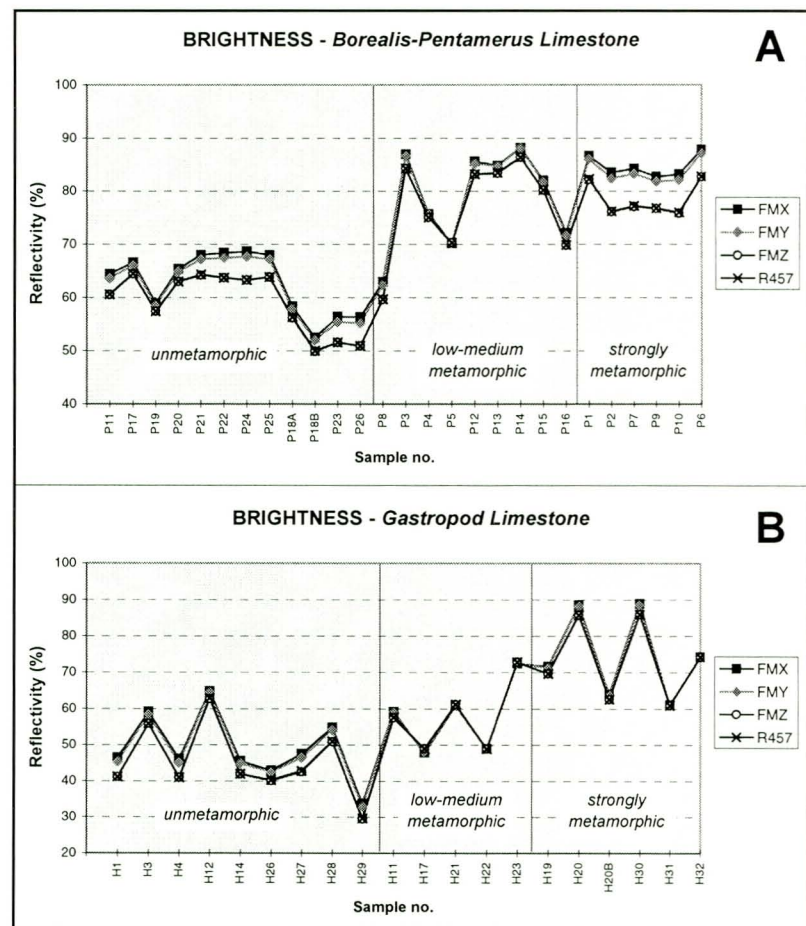 BRIGHTNESS - Borealis-Pentamerus Limestone
A
Reflectivity (%)
100
90
80
70
60
50
40
unmetamorphic
low-medium
metamorphic
strongly
metamorphic
P11 P17 P19 P20 P21 P22 P24 P25 P18A P18B P23 P26 P8 P3 P4 P5 P12 P13 P14 P15 P16 P1 P2 P7 P9 P10 P6
Sample no.
FMX
FMY
FMZ
R457
BRIGHTNESS - Gastropod Limestone
B
Reflectivity (%)
100
90
80
70
60
50
40
30
20
unmetamorphic
low-medium
metamorphic
strongly
metamorphic
H1 H3 H4 H12 H14 H26 H27 H28 H29 H11 H17 H21 H22 H23 H19 H20 H20B H30 H31 H32
Sample no.
FMX
FMY
FMZ
R457